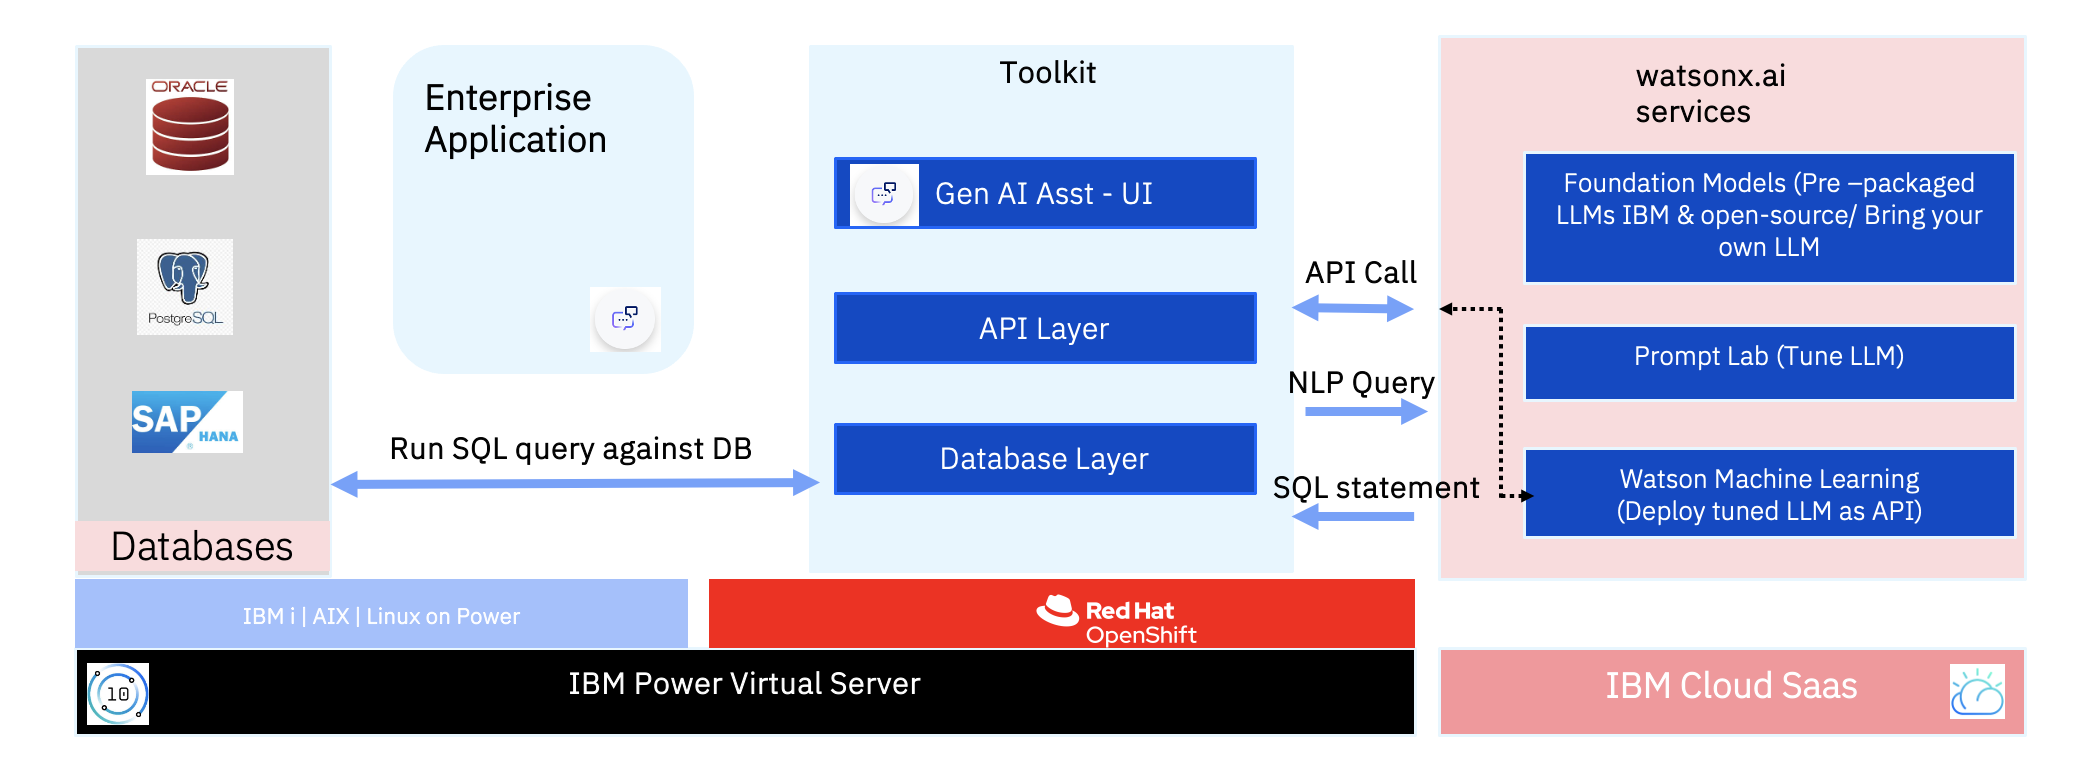 ORACLE
PostgreSQL
SAP
HANA
Databases
Enterprise
Application
Run SQL query against DB
Toolkit
Gen AI Asst - UI
API Layer
Database Layer
API Call
NLP Query
SQL statement
watsonx.ai
services
Foundation Models (Pre –packaged
LLMs IBM & open-source/ Bring your
own LLM
Prompt Lab (Tune LLM)
Watson Machine Learning
(Deploy tuned LLM as API)
IBM i | AIX | Linux on Power
Red Hat
OpenShift
10
IBM Power Virtual Server
IBM Cloud Saas